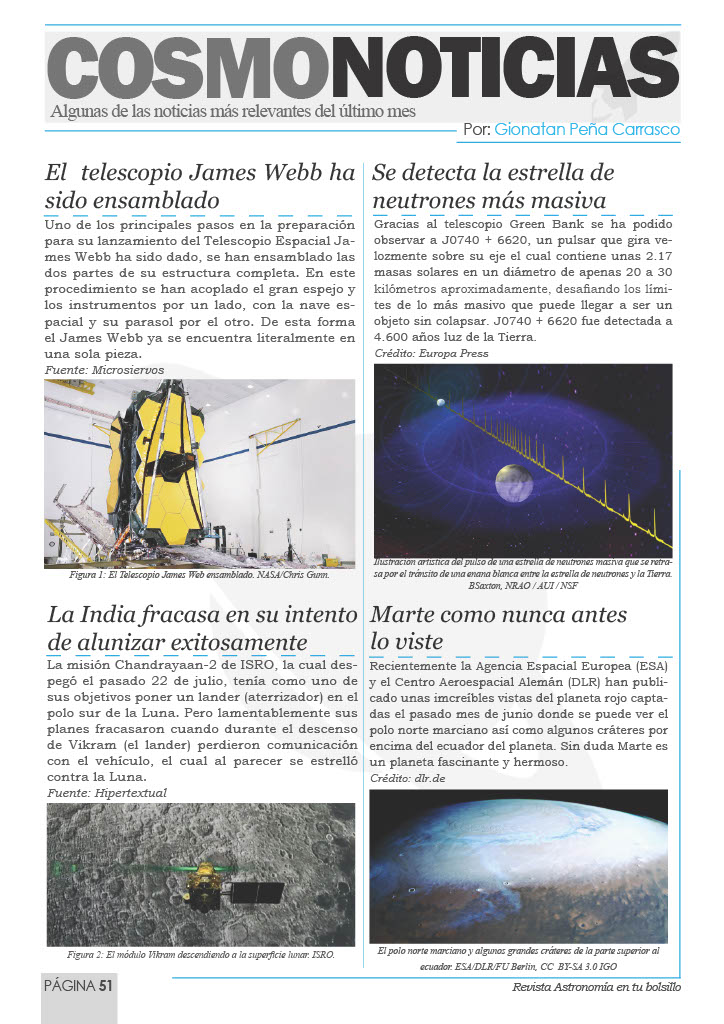 COSMONOTICIAS
Algunas de las noticias más relevantes del último mes
Por: Gionatan Peña Carrasco
El telescopio James Webb ha
sido ensamblado
Uno de los principales pasos en la preparación
para su lanzamiento del Telescopio Espacial Ja-
mes Webb ha sido dado, se han ensamblado las
dos partes de su estructura completa. En este
procedimiento se han acoplado el gran espejo y
los instrumentos por un lado, con la nave es-
pacial y su parasol por el otro. De esta forma
el James Webb ya se encuentra literalmente en
una sola pieza.
Fuente: Microsiervos
Figura 1: El Telescopio James Web ensamblado. NASA/Chris Gunn.
La India fracasa en su intento
de alunizar exitosamente
La misión Chandrayaan-2 de ISRO, la cual des-
pegó el pasado 22 de julio, tenía como uno de
sus objetivos poner un lander (aterrizador) en el
polo sur de la Luna. Pero lamentablemente sus
planes fracasaron cuando durante el descenso
de Vikram (el lander) perdieron comunicación
con el vehículo, el cual al parecer se estrelló
contra la Luna.
Fuente: Hipertextual
Figura 2: El módulo Vikram descendiendo a la superficie lunar. ISRO.
Se detecta la estrella de
neutrones más masiva
Gracias al telescopio Green Bank se ha podido
observar a J0740 + 6620, un pulsar que gira ve-
lozmente sobre su eje el cual contiene unas 2.17
masas solares en un diámetro de apenas 20 a 30
kilómetros aproximadamente, desafiando los lími-
tes de lo más masivo que puede llegar a ser un
objeto sin colapsar. J0740 + 6620 fue detectada a
4.600 años luz de la Tierra.
Crédito: Europa Press
Ilustración artística del pulso de una estrella de neutrones masiva que se retra-
sa por el tránsito de una enana blanca entre la estrella de neutrones y la Tierra.
BSaxton, NRAO / AUI / NSF
Marte como nunca antes
lo viste
Recientemente la Agencia Espacial Europea (ESA)
y el Centro Aeroespacial Alemán (DLR) han publi-
cado unas imcreíbles vistas del planeta rojo capta-
das el pasado mes de junio donde se puede ver el
polo norte marciano así como algunos cráteres por
encima del ecuador del planeta. Sin duda Marte es
un planeta fascinante y hermoso.
Crédito: dlr.de
El polo norte marciano y algunos grandes cráteres de la parte superior al
ecuador. ESA/DLR/FU Berlin, CC BY-SA 3.0 IGO
PÁGINA 51
Revista Astronomía en tu bolsillo